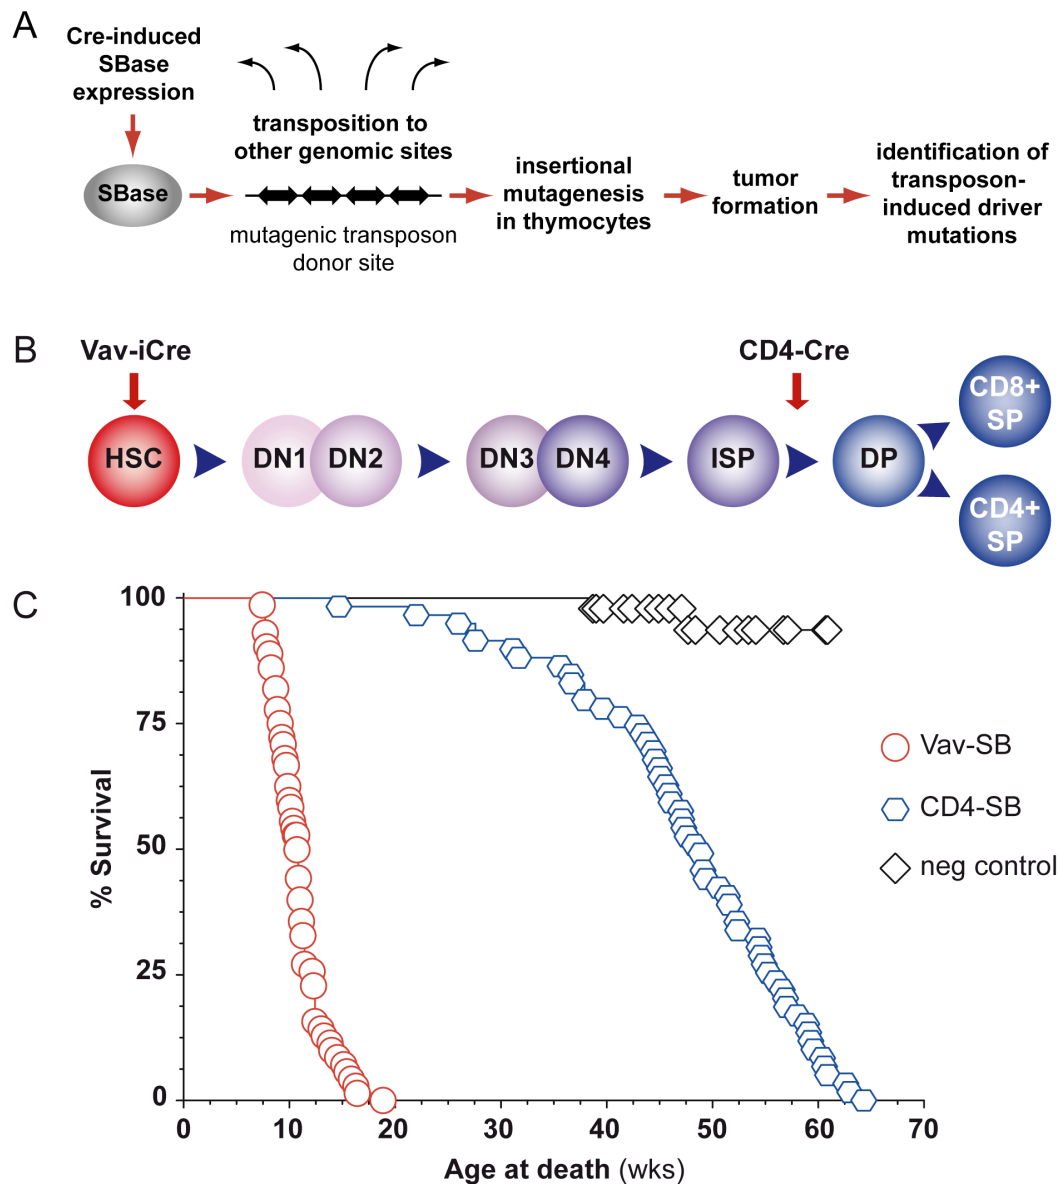 A
Cre-induced
SBase
expression
SBase
transposition to
other genomic sites
mutagenic transposon
donor site
insertional
mutagenesis
in thymocytes
tumor
formation
identification of
transposon-
induced driver
mutations
B
Vav-iCre
CD4-Cre
HSC
DN1
DN2
DN3
DN4
ISP
DP
CD8+
SP
CD4+
SP
C
100
75
50
25
0
% Survival
Vav-SB
CD4-SB
neg control
0 10 20 30 40 50 60 70
Age at death (wks)